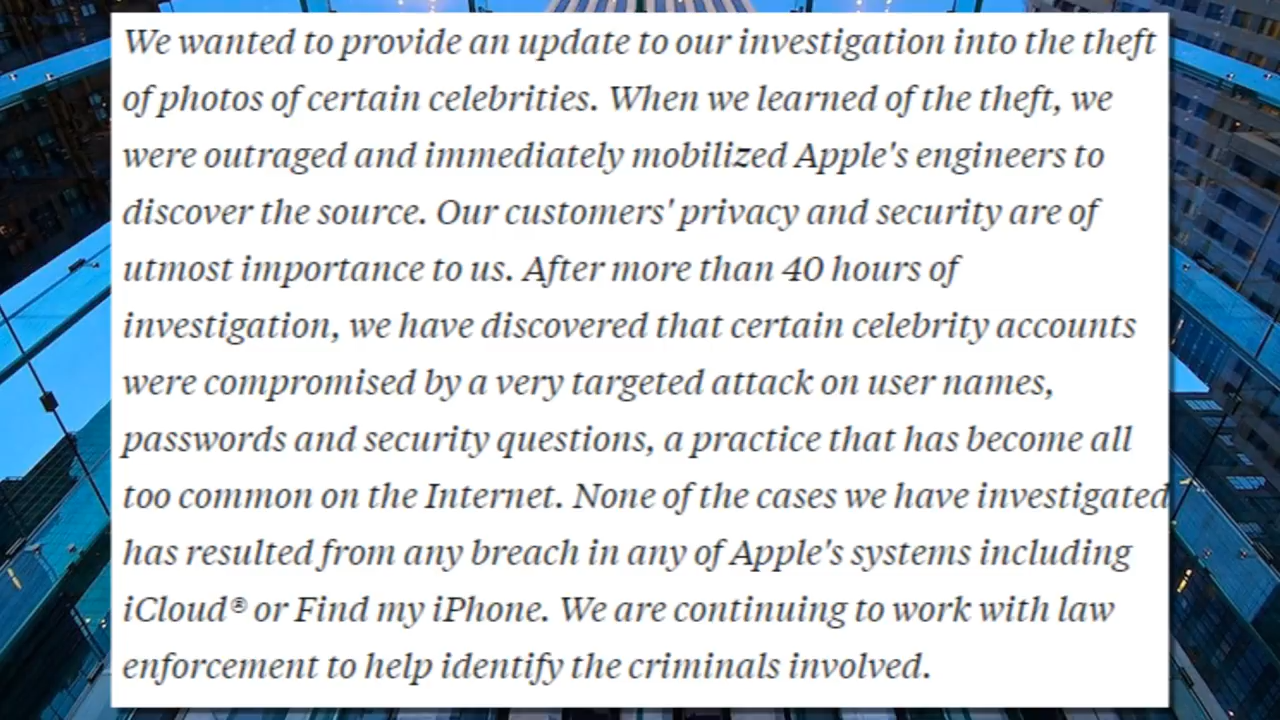 We wanted to provide an update to our investigation into the theft
of photos of certain celebrities. When we learned of the theft, we
were outraged and immediately mobilized Apple's engineers to
discover the source. Our customers' privacy and security are of
utmost importance to us. After more than 40 hours of
investigation, we have discovered that certain celebrity accounts
were compromised by a very targeted attack on user names,
passwords and security questions, a practice that has become all
too common on the Internet. None of the cases we have investigated
has resulted from any breach in any of Apple's systems including
iCloud® or Find my iPhone. We are continuing to work with law
enforcement to help identify the criminals involved.